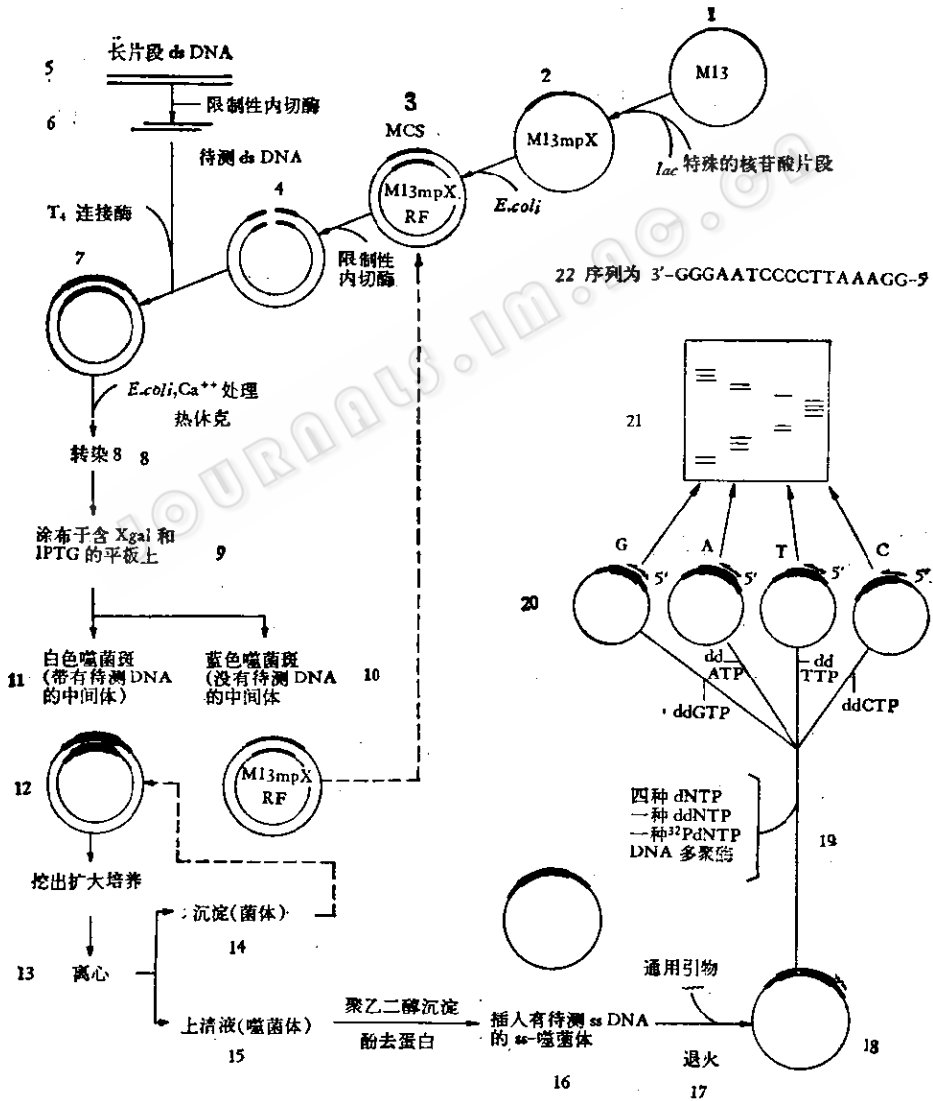 1
M13
2
M13mpX
lac 特殊的核苷酸片段
E.coli
3
MCS
M13mpX
RF
限制性
内切酶
4
5
长片段 ds DNA
限制性内切酶
6
待测 ds DNA
T₄ 连接酶
7
E.coli,Ca⁺⁺ 处理
热休克
转染 8 8
涂布于含 Xgal 和
IPTG 的平板上
9
白色噬菌斑
(带有待测 DNA
的中间体)
11
蓝色噬菌斑
(没有待测 DNA
的中间体
10
12
M13mpX
RF
挖出扩大培养
13 离心
沉淀(菌体)
14
上清液(噬菌体)
15
聚乙二醇沉淀
酚去蛋白
插入有待测 ss DNA
的 ss-噬菌体
16
通用引物
退火
17
18
四种 dNTP
一种 ddNTP
一种³²PdNTP
DNA 多聚酶
19
ddGTP
dd
ATP
dd
TTP
ddCTP
20
G A T C
5′ 5′ 5′ 5′
21
22 序列为 3′-GGGAATCCCCTTAAAGG-5′
JOURNALS.IM.AC.CN